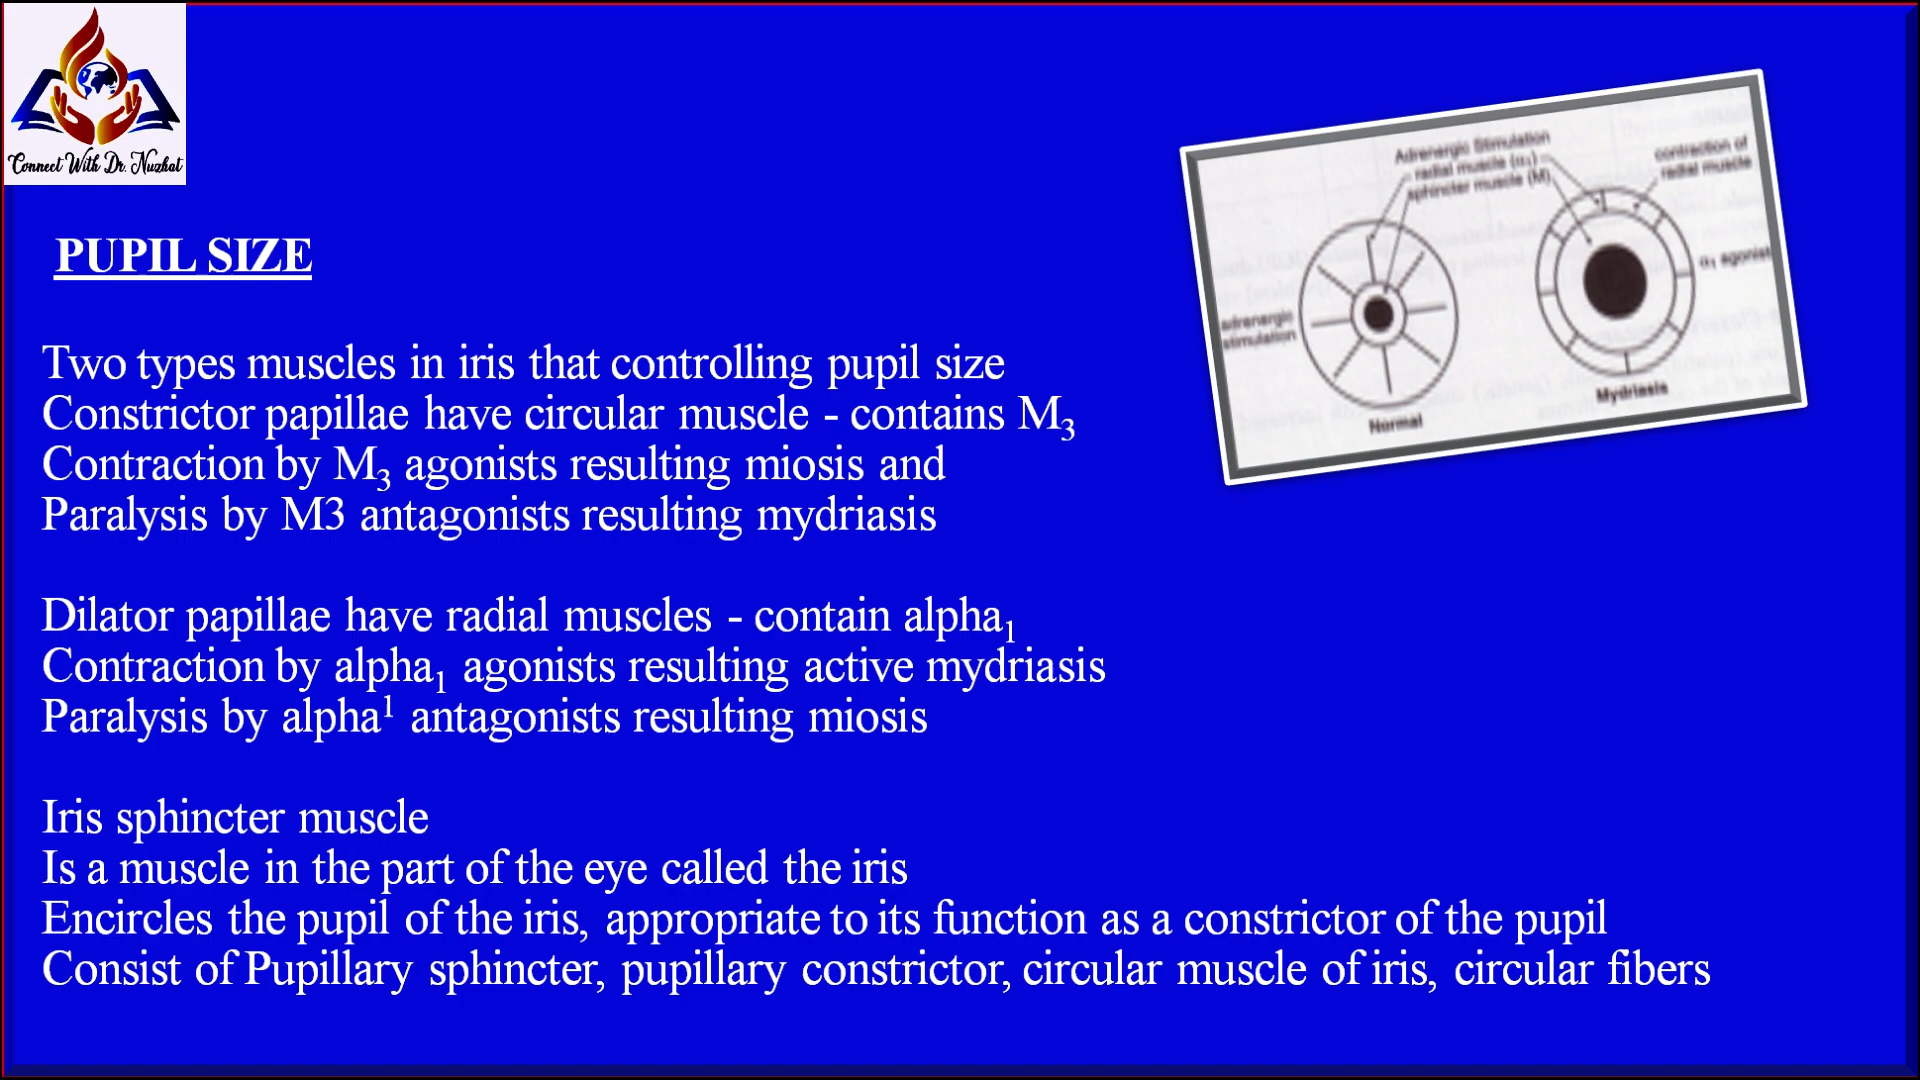 Connect With Dr. Nuzhat
PUPIL SIZE
Two types muscles in iris that controlling pupil size
Constrictor papillae have circular muscle - contains M₃
Contraction by M₃ agonists resulting miosis and
Paralysis by M3 antagonists resulting mydriasis
Dilator papillae have radial muscles - contain alpha₁
Contraction by alpha₁ agonists resulting active mydriasis
Paralysis by alpha¹ antagonists resulting miosis
Iris sphincter muscle
Is a muscle in the part of the eye called the iris
Encircles the pupil of the iris, appropriate to its function as a constrictor of the pupil
Consist of Pupillary sphincter, pupillary constrictor, circular muscle of iris, circular fibers
Adrenergic Stimulation
radial muscle (α₁)
sphincter muscle (M)
contraction of
radial muscle
α₁ agonist
adrenergic
stimulation
Normal
Mydriasis